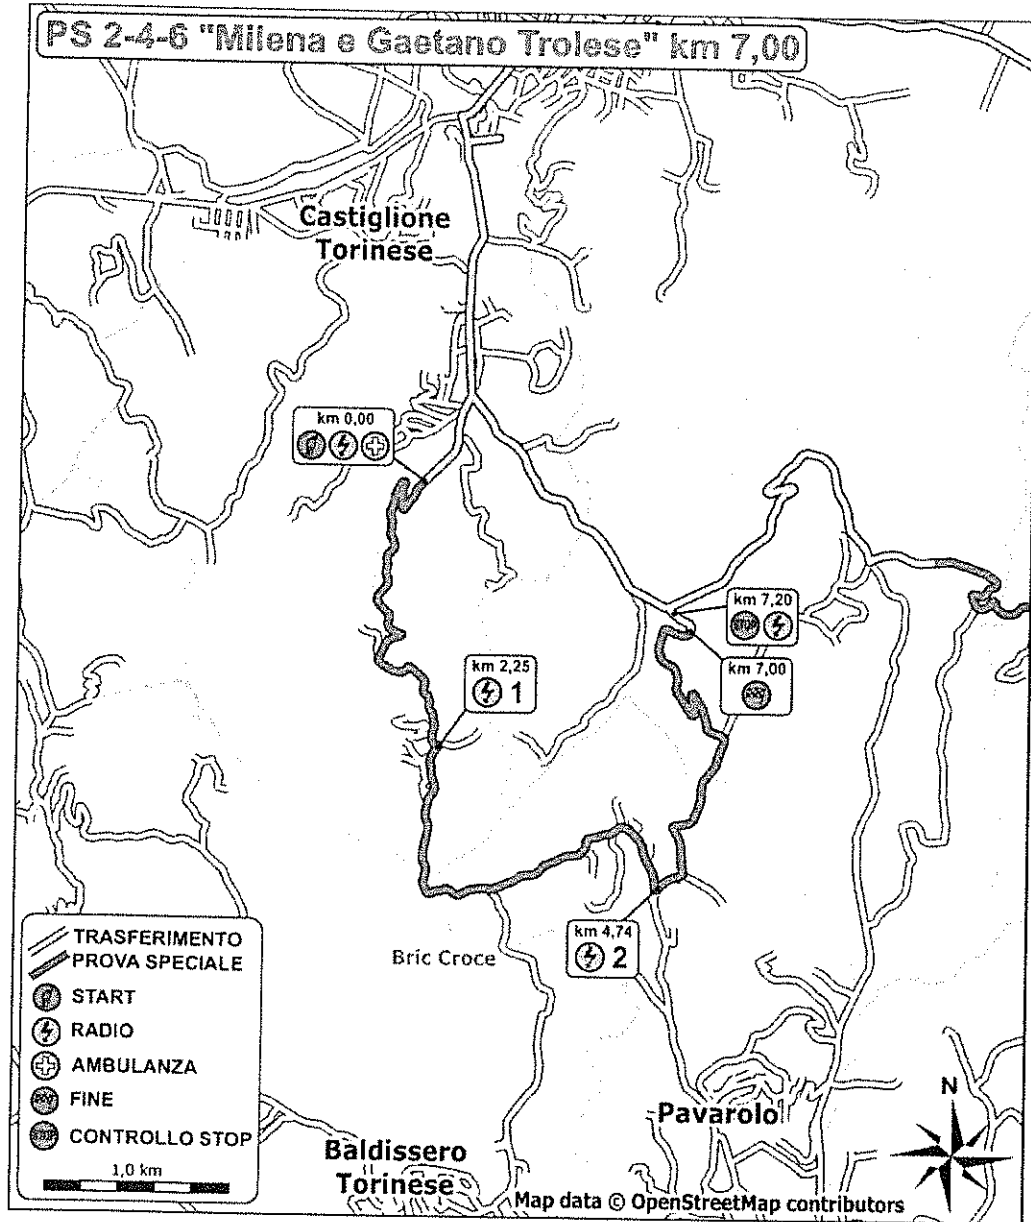 PS 2-4-6 "Milena e Gaetano Trolese" km 7,00
Castiglione
Torinese
km 0,00
km 7,20
STOP
km 7,00
km 2,25
1
km 4,74
2
Bric Croce
TRASFERIMENTO
PROVA SPECIALE
START
RADIO
AMBULANZA
FINE
STOP
CONTROLLO STOP
1,0 km
N
Pavarolo
Baldissero
Torinese
Map data © OpenStreetMap contributors